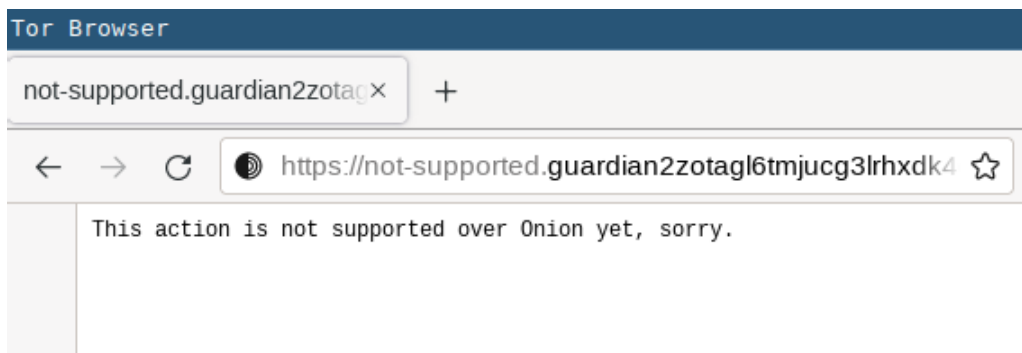 Tor Browser
not-supported.guardian2zotag
https://not-supported.guardian2zotagl6tmjucg3lrhxdk4
This action is not supported over Onion yet, sorry.